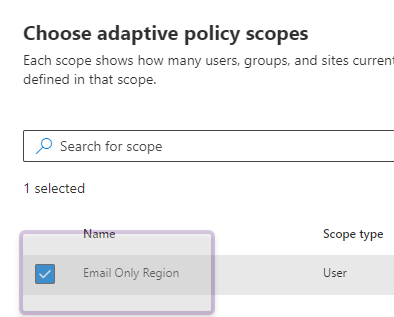 Choose adaptive policy scopes
Each scope shows how many users, groups, and sites current
defined in that scope.
Search for scope
1 selected
Name Scope type
Email Only Region User